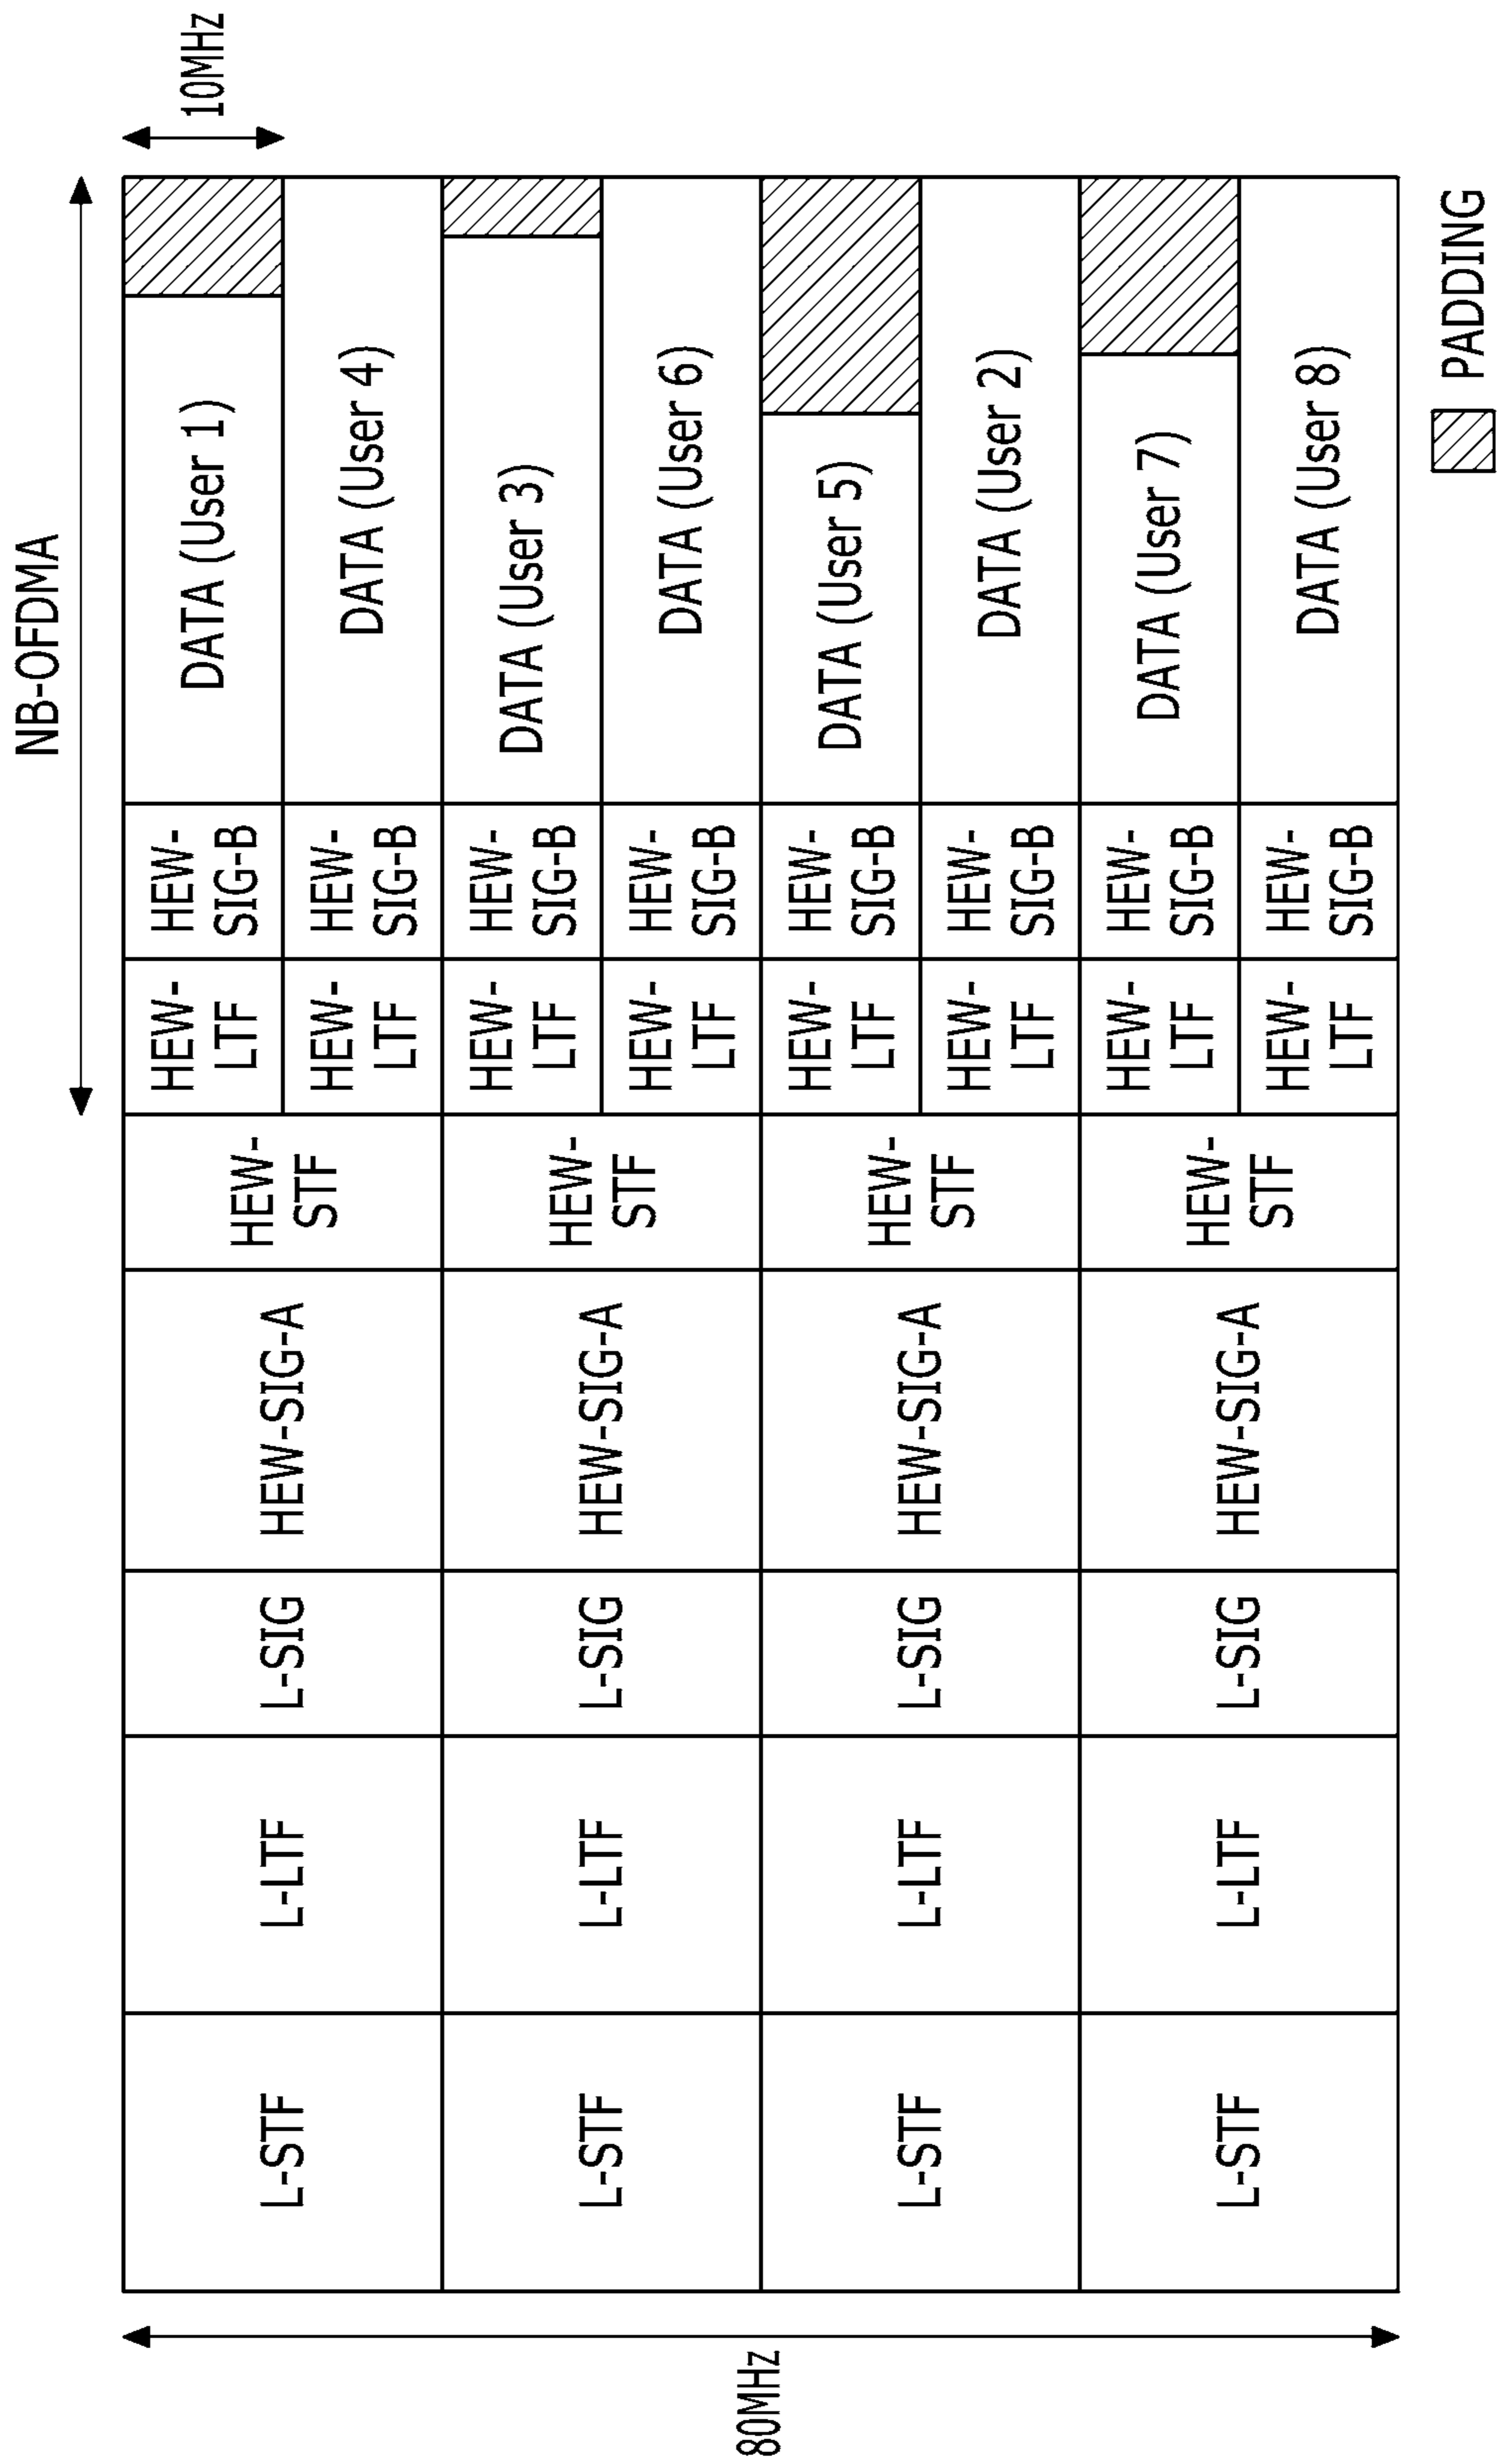 NB-OFDMA
10MHz
80MHz
L-STF
L-LTF
L-SIG
HEW-SIG-A
HEW-
STF
HEW-
LTF
HEW-
SIG-B
DATA (User 1)
HEW-
LTF
HEW-
SIG-B
DATA (User 4)
L-STF
L-LTF
L-SIG
HEW-SIG-A
HEW-
STF
HEW-
LTF
HEW-
SIG-B
DATA (User 3)
HEW-
LTF
HEW-
SIG-B
DATA (User 6)
L-STF
L-LTF
L-SIG
HEW-SIG-A
HEW-
STF
HEW-
LTF
HEW-
SIG-B
DATA (User 5)
HEW-
LTF
HEW-
SIG-B
DATA (User 2)
L-STF
L-LTF
L-SIG
HEW-SIG-A
HEW-
STF
HEW-
LTF
HEW-
SIG-B
DATA (User 7)
HEW-
LTF
HEW-
SIG-B
DATA (User 8)
PADDING